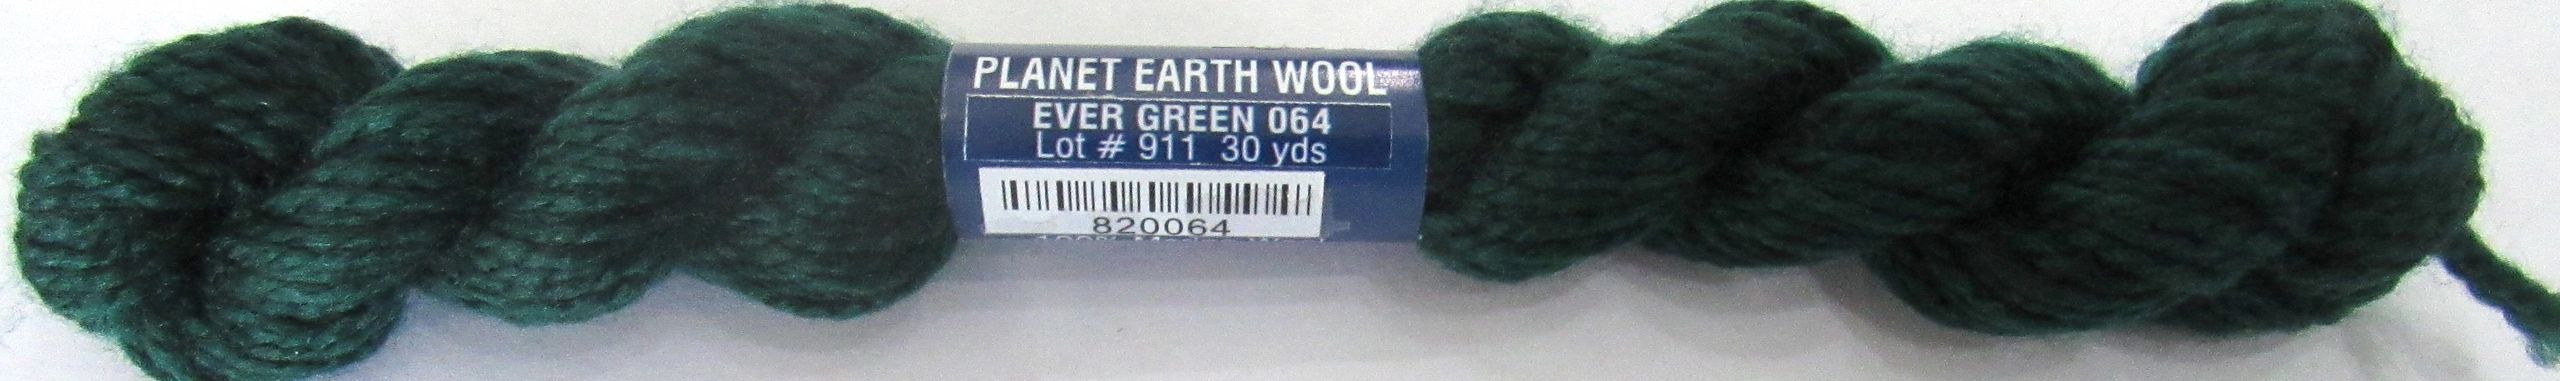 PLANET EARTH WOOL
EVER GREEN 064
Lot # 911 30 yds
820064